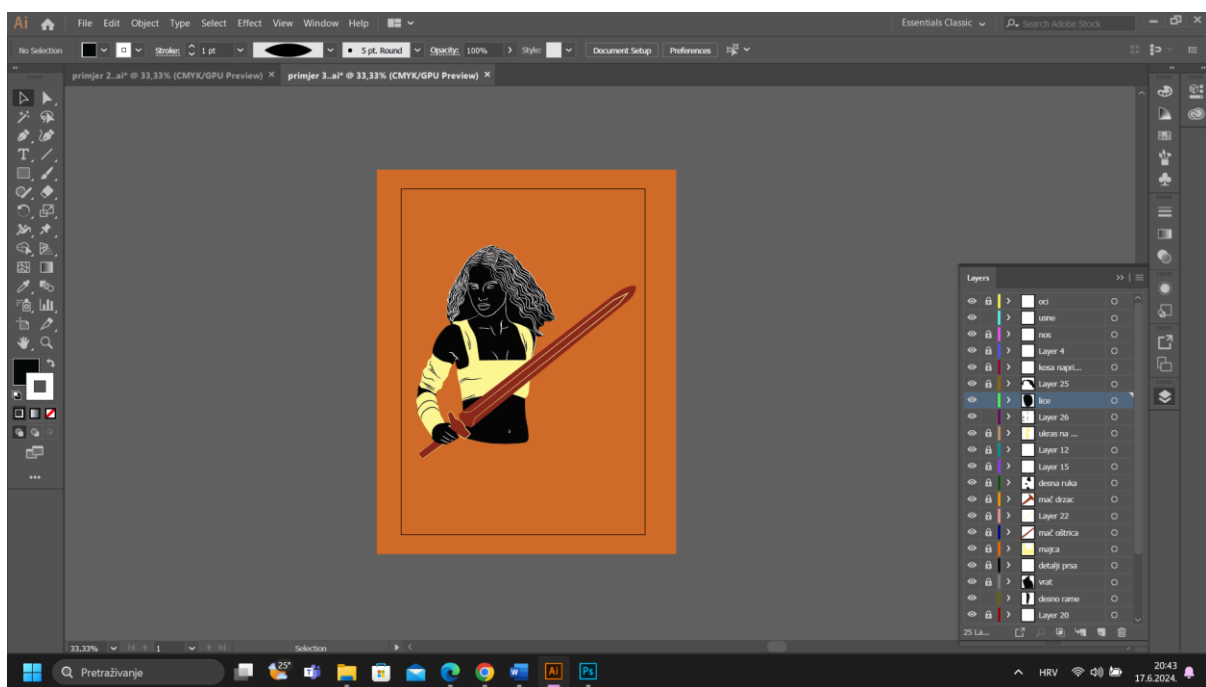 Ai File Edit Object Type Select Effect View Window Help Essentials Classic Search Adobe Stock
No Selection Stroke: 1 pt 5 pt. Round Opacity: 100% Style: Document Setup Preferences
primjer 2..ai* @ 33,33% (CMYK/GPU Preview) × primjer 3..ai* @ 33,33% (CMYK/GPU Preview) ×
Layers
oci
usne
nos
Layer 4
kosa napri...
Layer 25
lice
Layer 26
ukras na ...
Layer 12
Layer 15
desna ruka
mač drzac
Layer 22
mač oštrica
majca
detalji prsa
vrat
desno rame
Layer 20
25 La...
33,33% 1 Selection
Pretraživanje 25° Ai Ps HRV 20:43
17.6.2024.